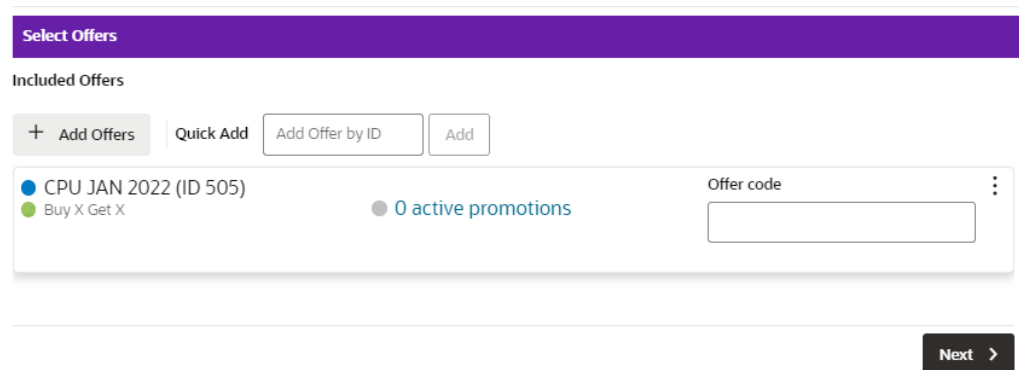 Select Offers
Included Offers
+ Add Offers Quick Add Add Offer by ID Add
CPU JAN 2022 (ID 505)
Buy X Get X
0 active promotions
Offer code
Next